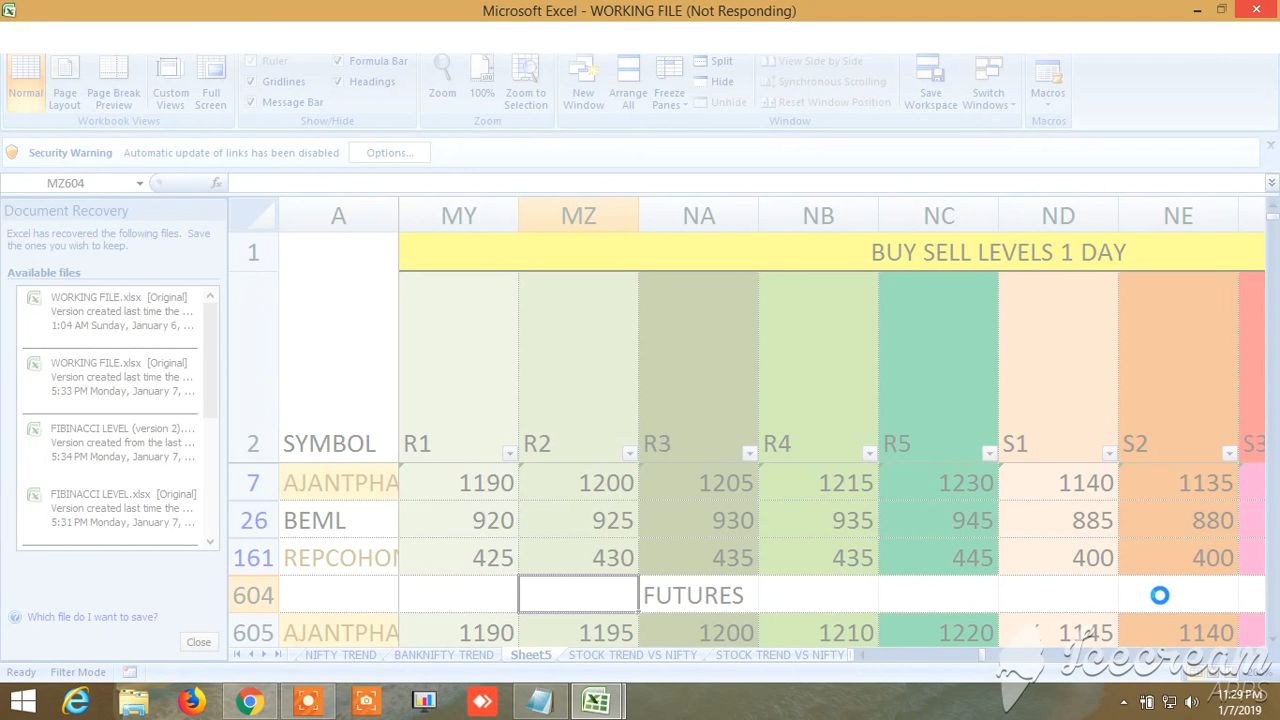 Microsoft Excel - WORKING FILE (Not Responding)
Ruler
Formula Bar
Gridlines
Headings
Message Bar
Show/Hide
Normal
Page Layout
Page Break Preview
Custom Views
Full Screen
Workbook Views
Zoom
100%
Zoom to Selection
Zoom
New Window
Arrange All
Freeze Panes
Split
Hide
Unhide
View Side by Side
Synchronous Scrolling
Reset Window Position
Window
Save Workspace
Switch Windows
Macros
Macros
Security Warning Automatic update of links has been disabled Options...
MZ604 fx
Document Recovery
Excel has recovered the following files. Save
the ones you wish to keep.
Available files
WORKING FILE.xlsx [Original]
Version created last time the ...
1:04 AM Sunday, January 6, ...
WORKING FILE.xlsx [Original]
Version created last time the ...
5:33 PM Monday, January 7, ...
FIBINACCI LEVEL (version 2)....
Version created from the last ...
5:34 PM Monday, January 7, ...
FIBINACCI LEVEL.xlsx [Original]
Version created last time the ...
5:31 PM Monday, January 7, ...
Which file do I want to save?
Close
A MY MZ NA NB NC ND NE
1 BUY SELL LEVELS 1 DAY
2 SYMBOL R1 R2 R3 R4 R5 S1 S2 S3
7 AJANTPHA 1190 1200 1205 1215 1230 1140 1135
26 BEML 920 925 930 935 945 885 880
161 REPCOHO 425 430 435 435 445 400 400
604 FUTURES
605 AJANTPHA 1190 1195 1200 1210 1220 1145 1140
NIFTY TREND BANKNIFTY TREND Sheet5 STOCK TREND VS NIFTY STOCK TREND VS NIFTY
Ready Filter Mode
Icecream
Apps
11:29 PM
1/7/2019